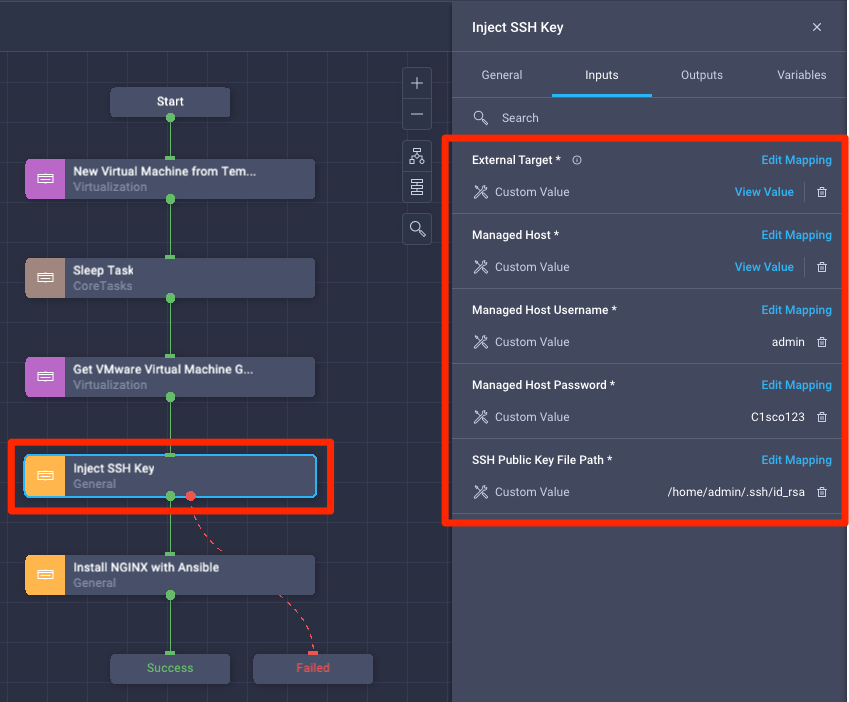 Start
New Virtual Machine from Tem...
Virtualization
Sleep Task
CoreTasks
Get VMware Virtual Machine G...
Virtualization
Inject SSH Key
General
Install NGINX with Ansible
General
Success
Failed
Inject SSH Key
General Inputs Outputs Variables
Search
External Target * Edit Mapping
Custom Value View Value
Managed Host * Edit Mapping
Custom Value View Value
Managed Host Username * Edit Mapping
Custom Value admin
Managed Host Password * Edit Mapping
Custom Value C1sco123
SSH Public Key File Path * Edit Mapping
Custom Value /home/admin/.ssh/id_rsa